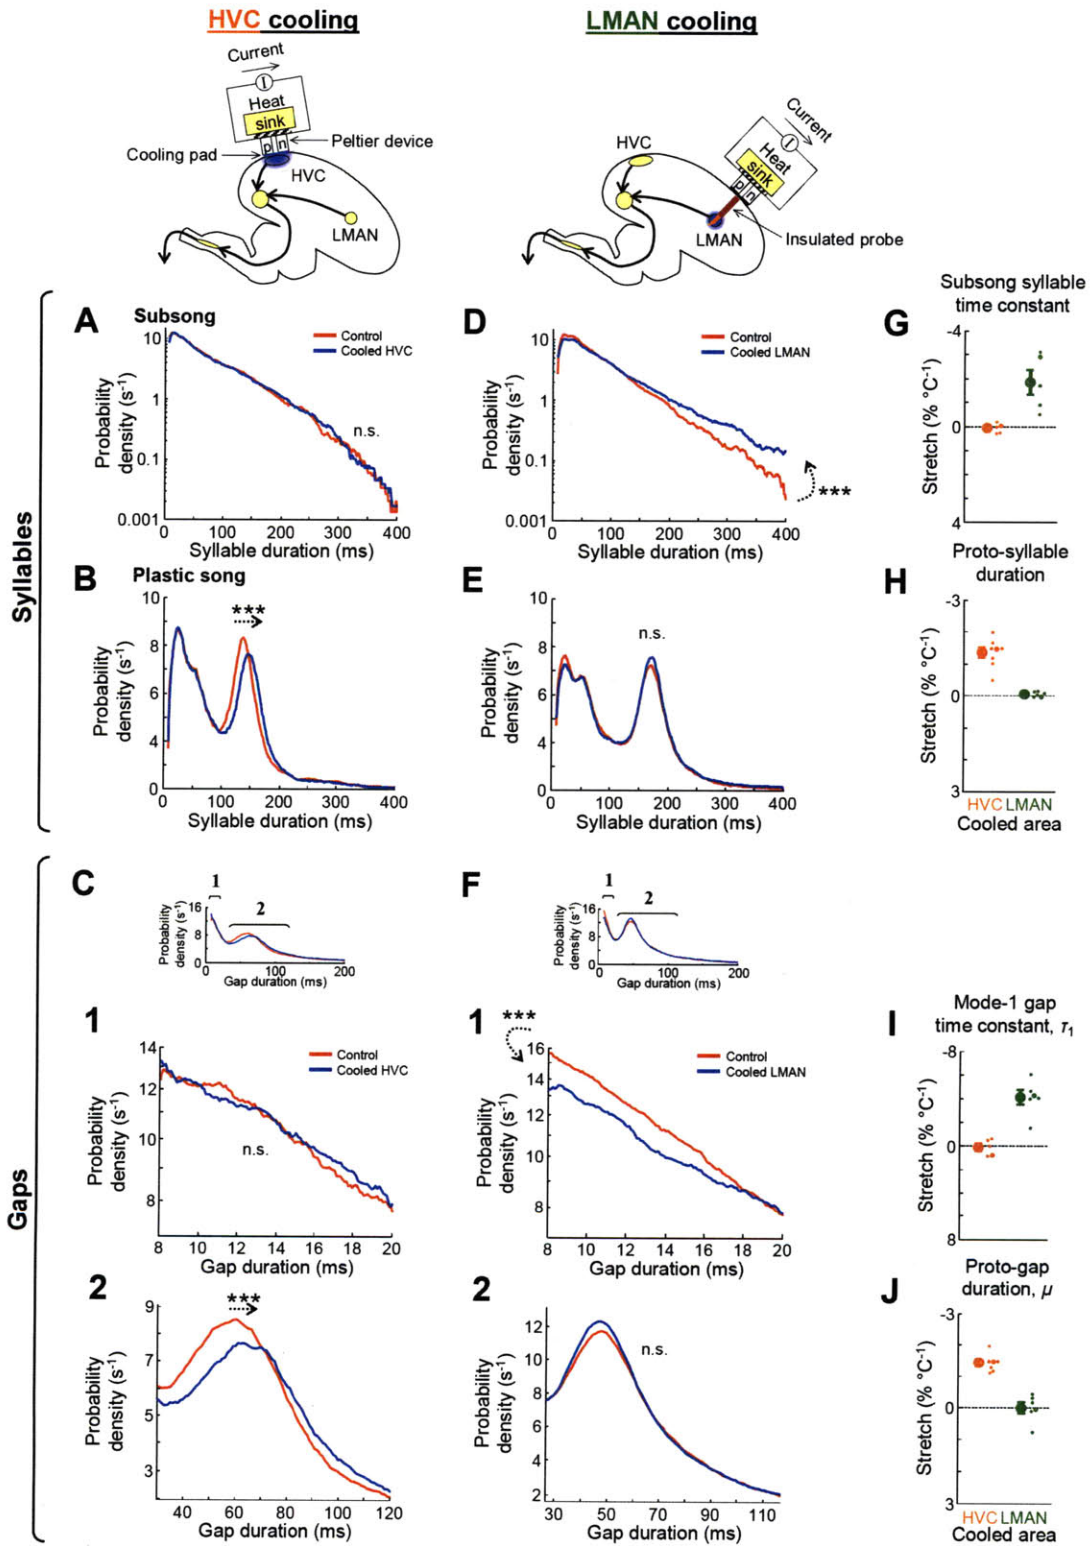 HVC cooling
LMAN cooling
Current
I
Heat
sink
p n
Cooling pad
Peltier device
HVC
LMAN
HVC
Current
I
Heat
sink
p n
LMAN
Insulated probe
Syllables
A
Subsong
Control
Cooled HVC
n.s.
Probability
density (s⁻¹)
10
1
0.1
0.001
0 100 200 300 400
Syllable duration (ms)
D
Control
Cooled LMAN
***
Probability
density (s⁻¹)
10
1
0.1
0.001
0 100 200 300 400
Syllable duration (ms)
G
Subsong syllable
time constant
Stretch (% °C⁻¹)
-4
0
4
B
Plastic song
***
Probability
density (s⁻¹)
10
8
6
4
0
0 100 200 300 400
Syllable duration (ms)
E
n.s.
Probability
density (s⁻¹)
10
8
6
4
0
0 100 200 300 400
Syllable duration (ms)
H
Proto-syllable
duration
Stretch (% °C⁻¹)
-3
0
3
HVC LMAN
Cooled area
Gaps
C
1
2
Probability
density (s⁻¹)
16
8
0
0 100 200
Gap duration (ms)
F
1
2
Probability
density (s⁻¹)
16
12
8
4
0
0 100 200
Gap duration (ms)
1
Control
Cooled HVC
n.s.
Probability
density (s⁻¹)
14
12
10
8
8 10 12 14 16 18 20
Gap duration (ms)
1
***
Control
Cooled LMAN
Probability
density (s⁻¹)
16
14
12
10
8
8 10 12 14 16 18 20
Gap duration (ms)
I
Mode-1 gap
time constant, τ₁
Stretch (% °C⁻¹)
-8
0
8
2
***
Probability
density (s⁻¹)
9
7
5
3
40 60 80 100 120
Gap duration (ms)
2
n.s.
Probability
density (s⁻¹)
12
10
8
6
4
2
30 50 70 90 110
Gap duration (ms)
J
Proto-gap
duration, μ
Stretch (% °C⁻¹)
-3
0
3
HVC LMAN
Cooled area